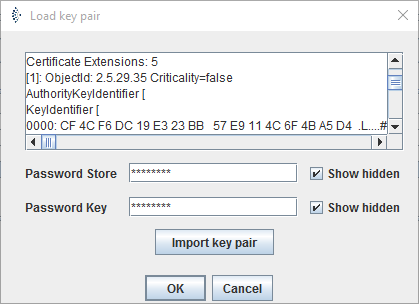 Load key pair
Certificate Extensions: 5
[1]: ObjectId: 2.5.29.35 Criticality=false
AuthorityKeyIdentifier [
KeyIdentifier [
0000: CF 4C F6 DC 19 E3 23 BB   57 E9 11 4C 6F 4B A5 D4  .L....#
Password Store ******** Show hidden
Password Key ******** Show hidden
Import key pair
OK Cancel